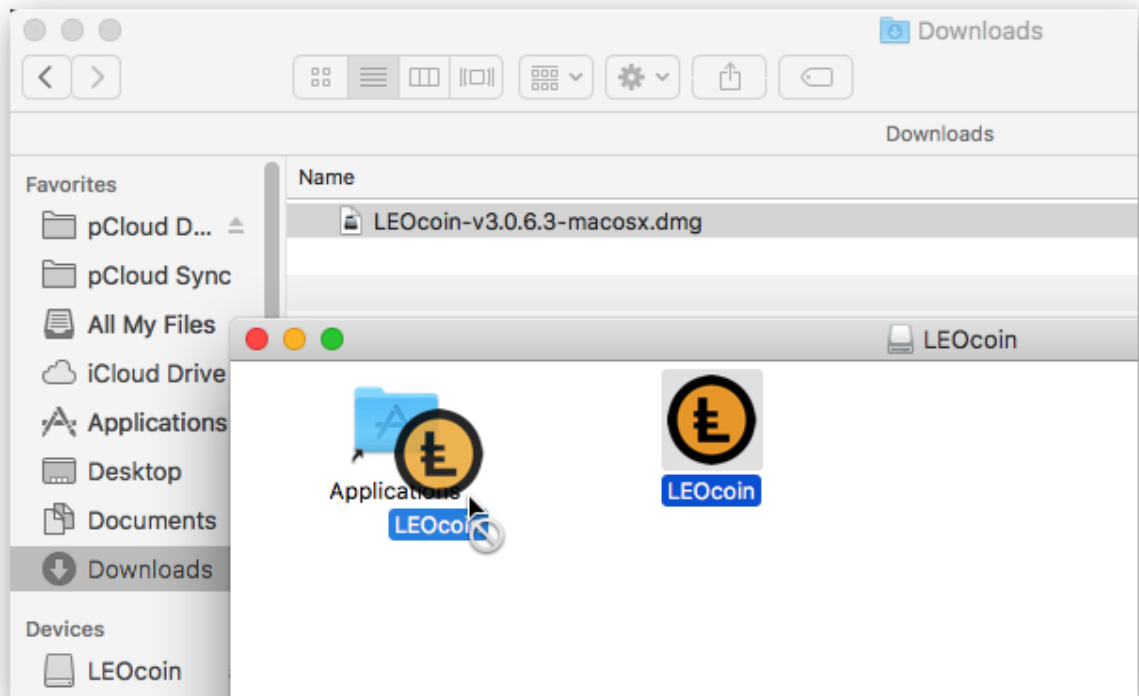 Downloads
Downloads
Favorites
Name
pCloud D...
LEOcoin-v3.0.6.3-macosx.dmg
pCloud Sync
All My Files
iCloud Drive
Applications
Desktop
Documents
Downloads
Devices
LEOcoin
LEOcoin
Applications
LEOcoin
LEOcoin